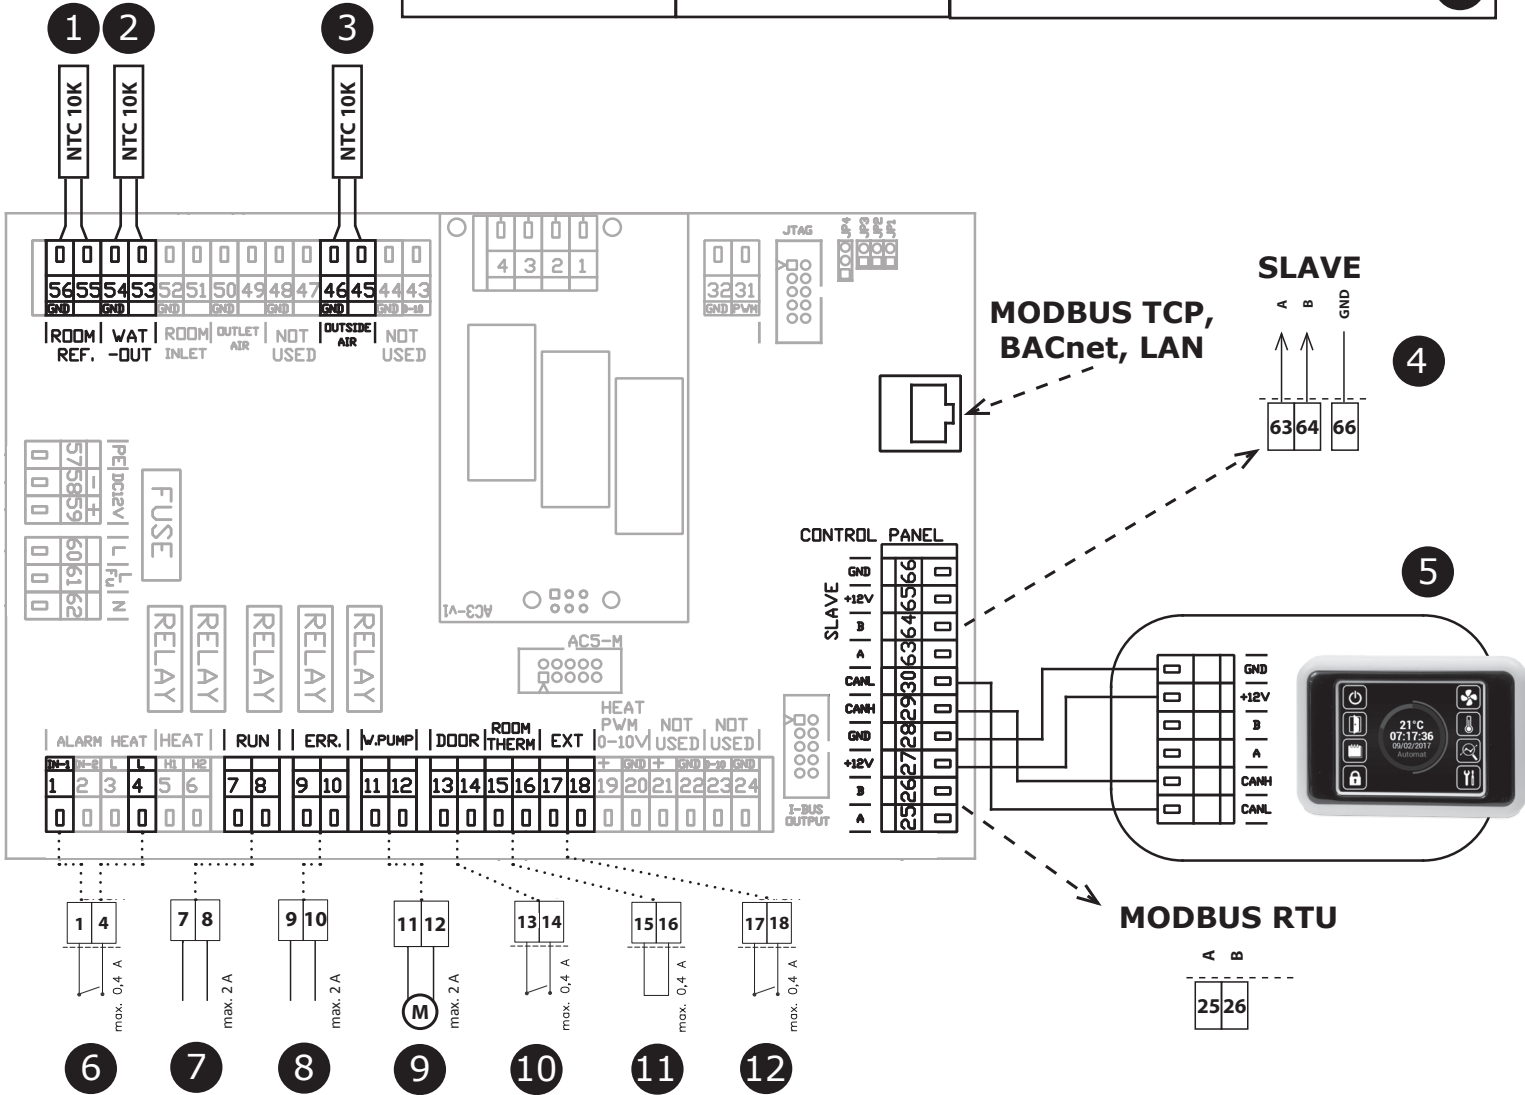 1 2 3
NTC 10K NTC 10K NTC 10K
56 55 54 53 52 51 50 49 48 47 46 45 44 43
GND GND GND GND GND GND GND 0-10
ROOM REF.
WAT -OUT
ROOM INLET
OUTLET AIR
NOT USED
OUTSIDE AIR
NOT USED
4 3 2 1
32 31
GND PWM
JTAG
JP4 JP3 JP2 JP1
MODBUS TCP,
BACnet, LAN
SLAVE
A B GND
63 64 66
4
57 58 59
- +
PE DC12V
60 61 62
L L Fu N
FUSE
RELAY RELAY RELAY RELAY RELAY
AC3-v1
AC5-M
CONTROL PANEL
SLAVE
GND 66
+12V 65
B 64
A 63
CANL 30
CANH 29
GND 28
+12V 27
B 26
A 25
5
GND
+12V
B
A
CANH
CANL
21°C
07:17:36
09/02/2017
Automat
I-BUS
OUTPUT
ALARM HEAT HEAT RUN ERR. W.PUMP DOOR
ROOM THERM
EXT
HEAT PWM 0-10V
NOT USED
NOT USED
IN-1 IN-2 L L H1 H2 + GND + GND 0-10 GND
1 2 3 4 5 6 7 8 9 10 11 12 13 14 15 16 17 18 19 20 21 22 23 24
1 4
max. 0,4 A
6
7 8
max. 2 A
7
9 10
max. 2 A
8
11 12
M
max. 2 A
9
13 14
max. 0,4 A
10
15 16
max. 0,4 A
11
17 18
max. 0,4 A
12
MODBUS RTU
A B
25 26